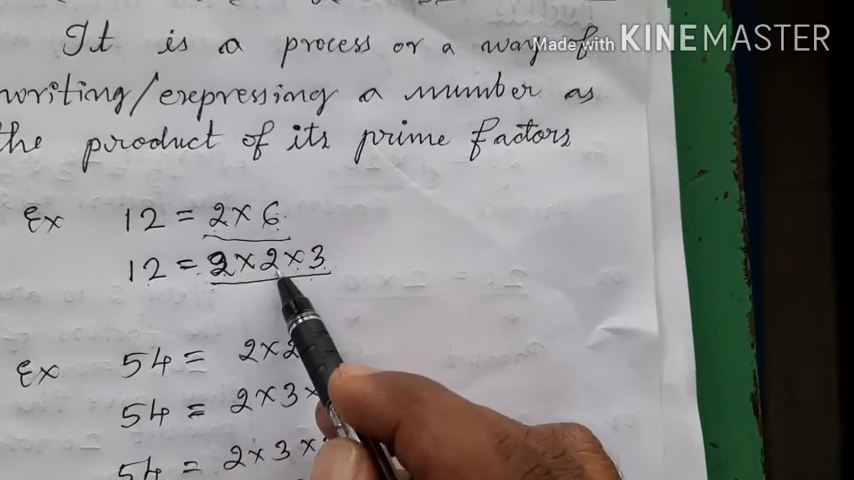 It is a process or a way of
Made with KINEMASTER
writing/expressing a number as
the product of its prime factors
Ex 12 = 2 × 6
12 = 2 × 2 × 3
Ex 54 = 2 × 2
54 = 2 × 3 ×
54 = 2 × 3 ×